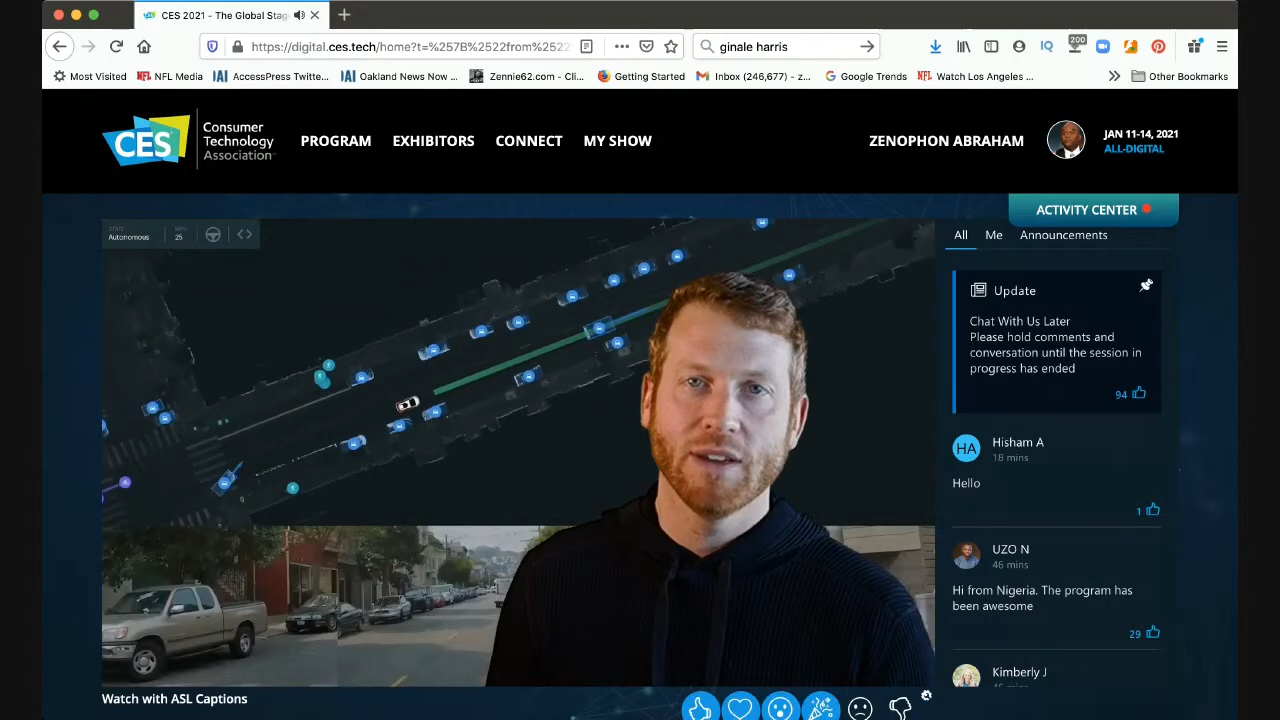 CES 2021 - The Global Stag
https://digital.ces.tech/home?t=%257B%2522from%2522
ginale harris
200
IQ
Most Visited
NFL Media
AccessPress Twitte...
Oakland News Now ...
Zennie62.com - Cli...
Getting Started
Inbox (246,677) - z...
Google Trends
Watch Los Angeles ...
Other Bookmarks
CES
Consumer
Technology
Association
PROGRAM
EXHIBITORS
CONNECT
MY SHOW
ZENOPHON ABRAHAM
JAN 11-14, 2021
ALL-DIGITAL
ACTIVITY CENTER
STATE
Autonomous
MPH
25
All
Me
Announcements
Update
Chat With Us Later
Please hold comments and
conversation until the session in
progress has ended
94
HA
Hisham A
18 mins
Hello
1
UZO N
46 mins
Hi from Nigeria. The program has
been awesome
29
Kimberly J
Watch with ASL Captions